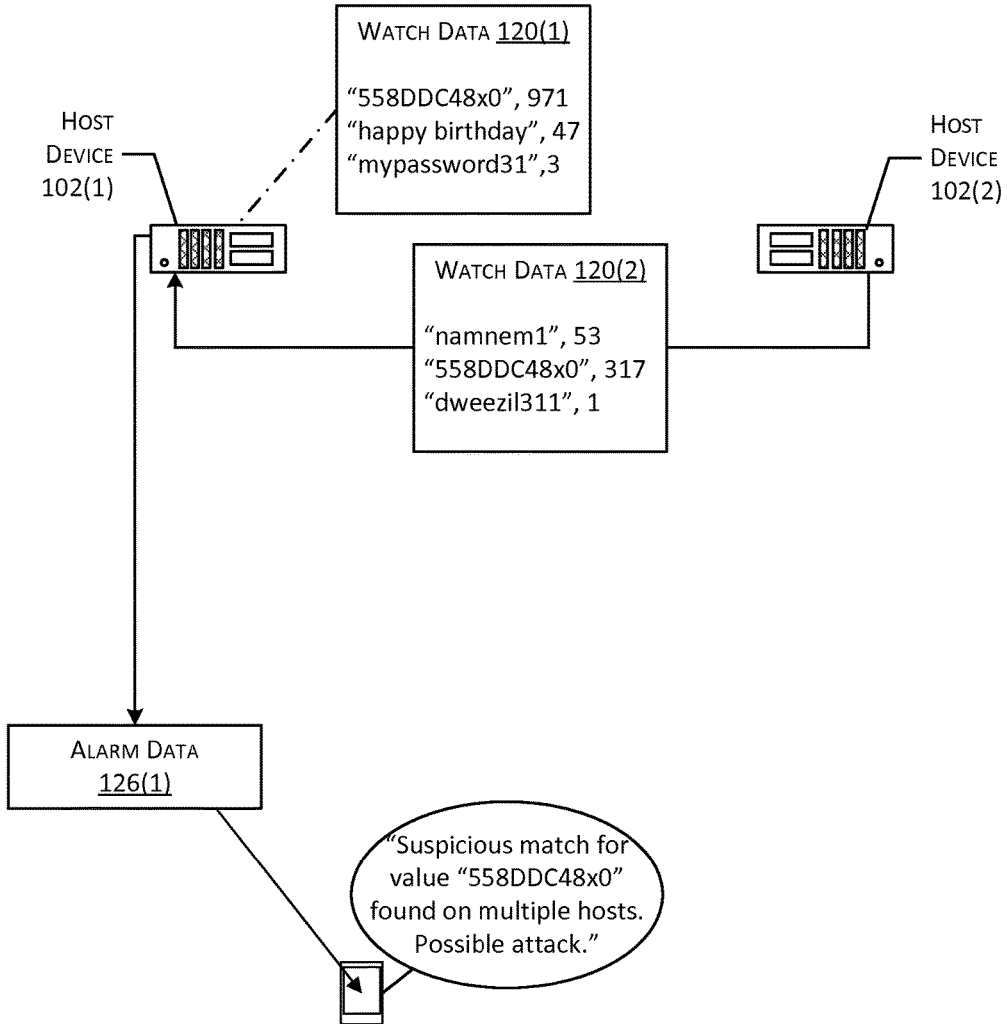 WATCH DATA 120(1)
“558DDC48x0”, 971
“happy birthday”, 47
“mypassword31”,3
HOST
DEVICE
102(1)
HOST
DEVICE
102(2)
WATCH DATA 120(2)
“namnem1”, 53
“558DDC48x0”, 317
“dweezil311”, 1
ALARM DATA
126(1)
“Suspicious match for
value “558DDC48x0”
found on multiple hosts.
Possible attack.”